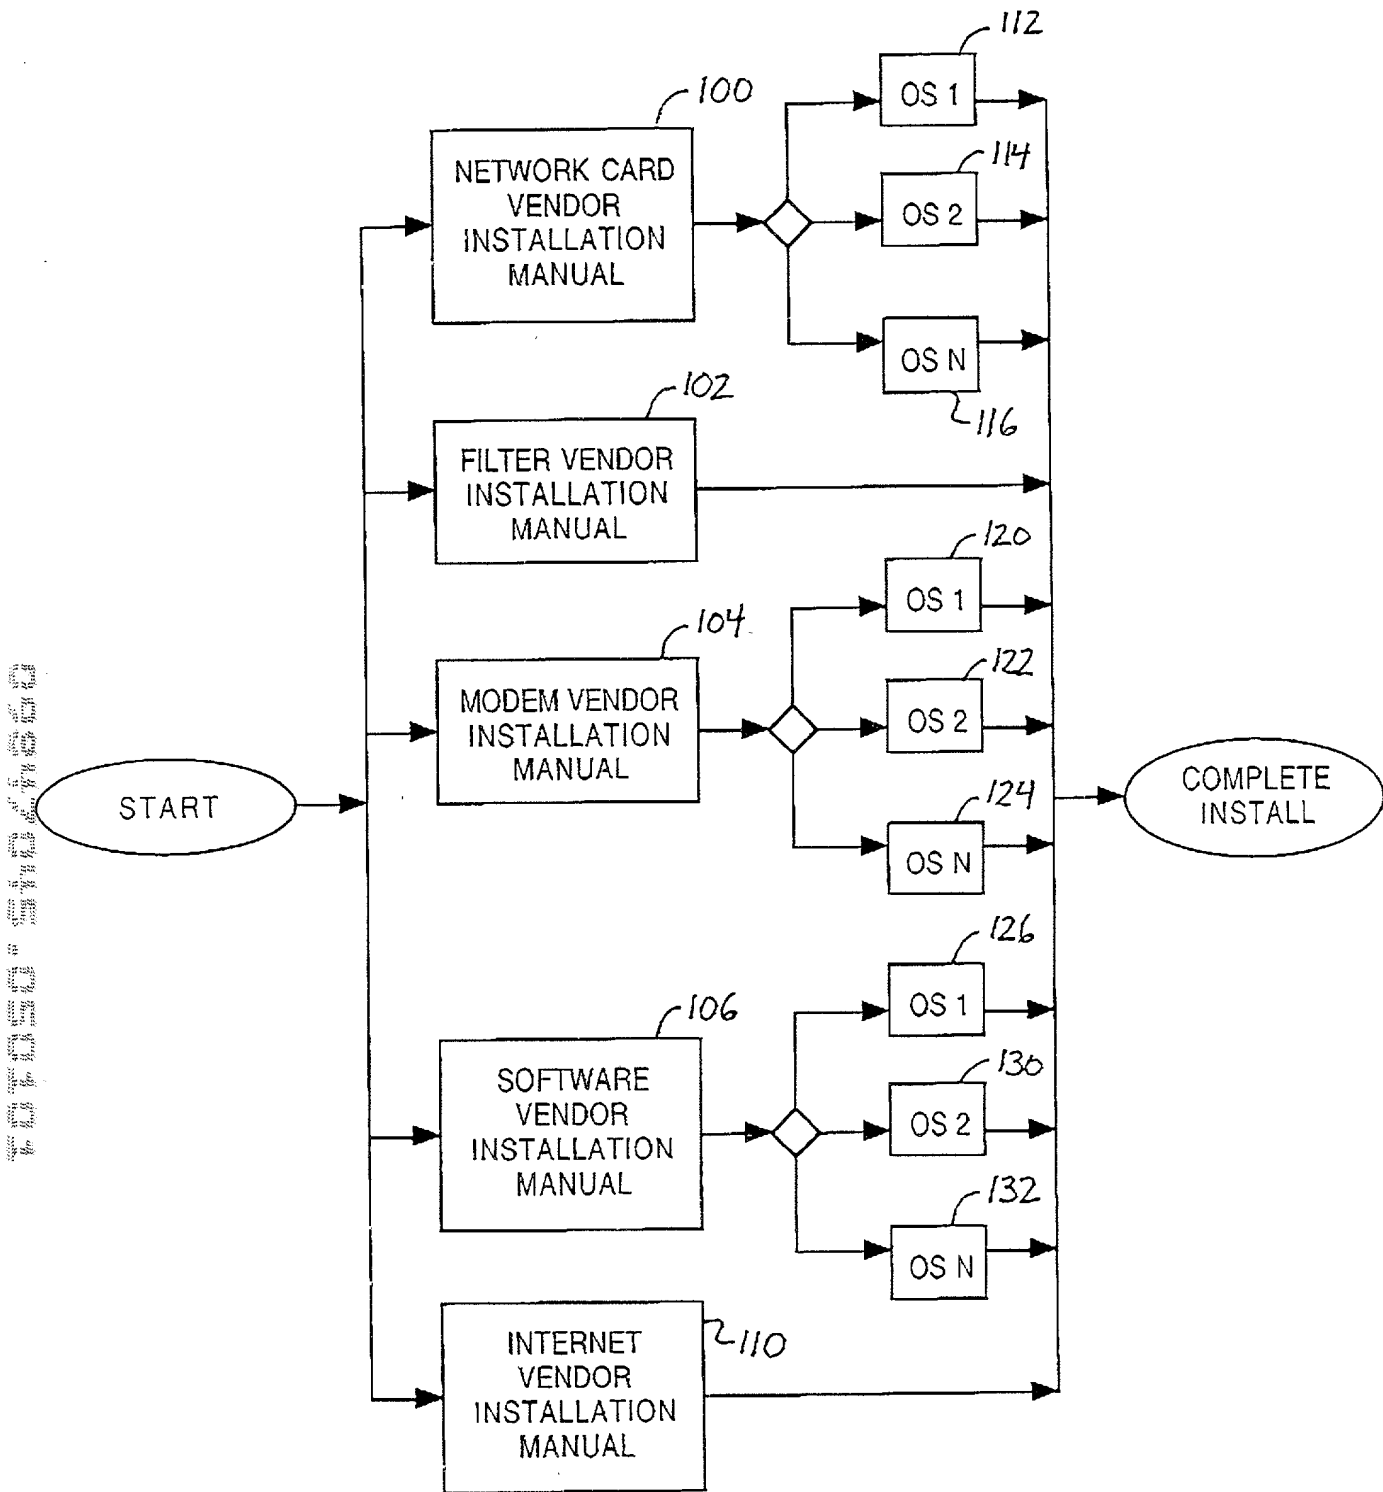 112
OS 1
100
NETWORK CARD
VENDOR
INSTALLATION
MANUAL
114
OS 2
OS N
116
102
FILTER VENDOR
INSTALLATION
MANUAL
120
OS 1
104
MODEM VENDOR
INSTALLATION
MANUAL
122
OS 2
124
OS N
START
COMPLETE
INSTALL
126
OS 1
106
SOFTWARE
VENDOR
INSTALLATION
MANUAL
130
OS 2
132
OS N
110
INTERNET
VENDOR
INSTALLATION
MANUAL
09847045.050101